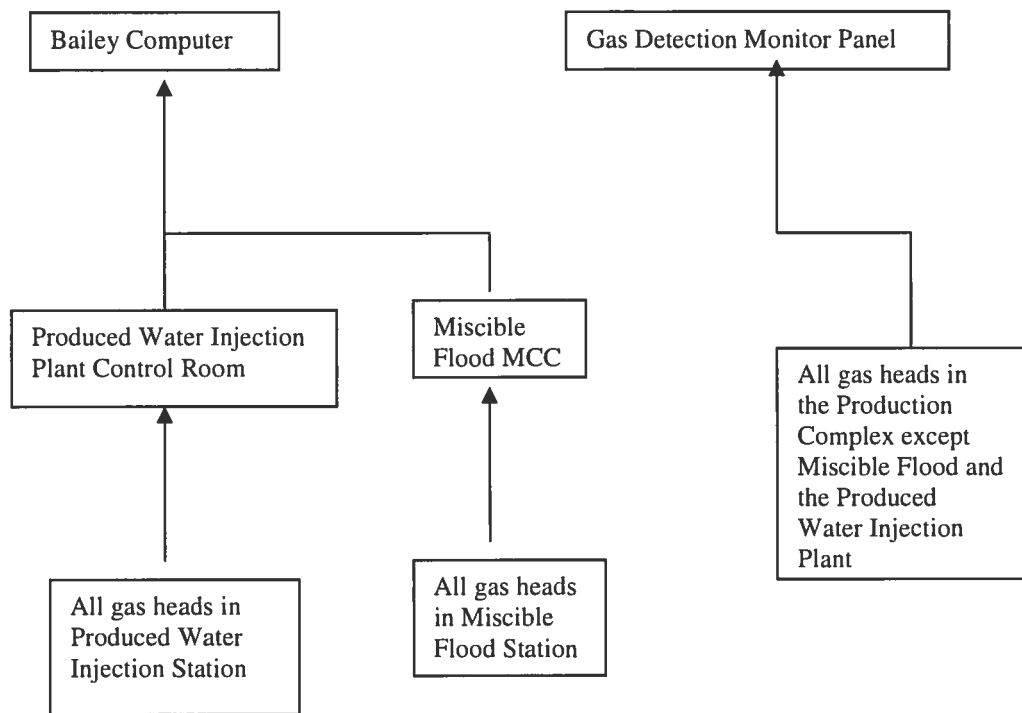 Bailey Computer
Gas Detection Monitor Panel
Produced Water Injection
Plant Control Room
Miscible
Flood MCC
All gas heads in
the Production
Complex except
Miscible Flood and
the Produced
Water Injection
Plant
All gas heads in
Produced Water
Injection Station
All gas heads
in Miscible
Flood Station